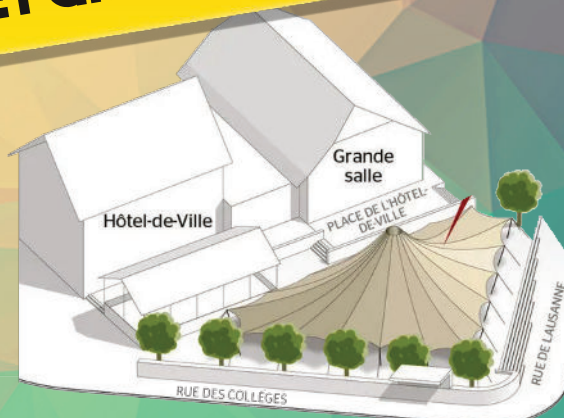 Grande
salle
Hôtel-de-Ville
PLACE DE L'HÔTEL-
DE-VILLE
RUE DE LAUSANNE
RUE DES COLLÈGES